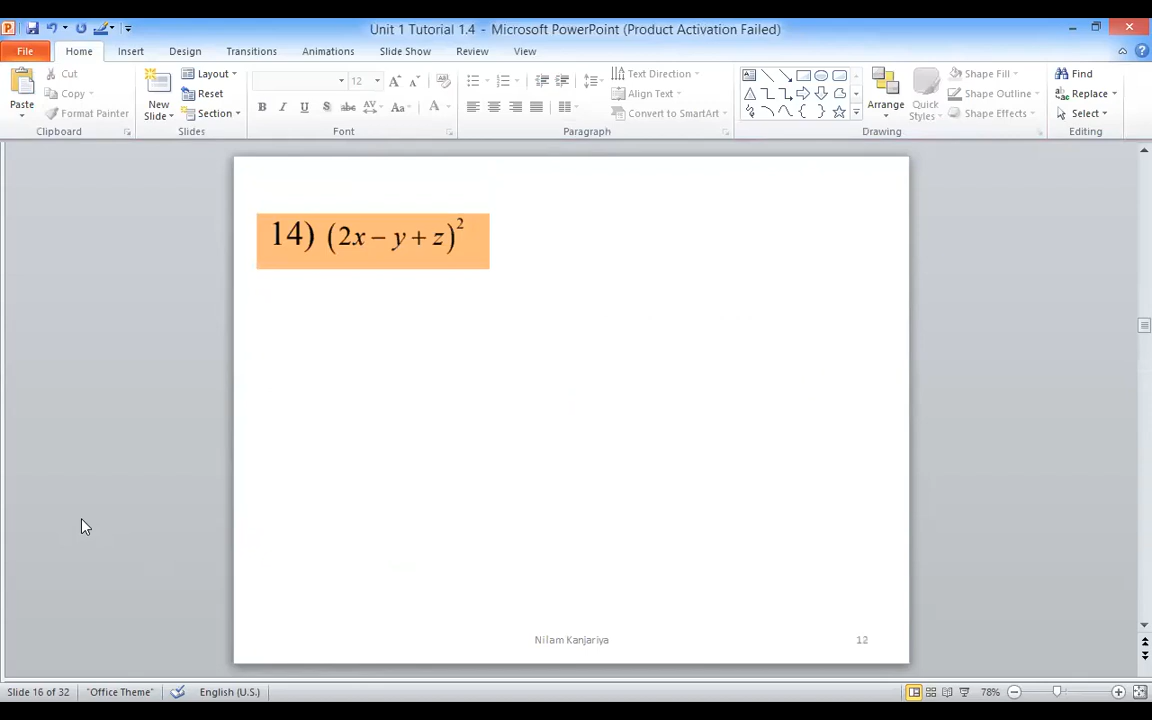 Unit 1 Tutorial 1.4 - Microsoft PowerPoint (Product Activation Failed)
File Home Insert Design Transitions Animations Slide Show Review View
Paste
Cut
Copy
Format Painter
Clipboard
New
Slide
Layout
Reset
Section
Slides
12
B I U S abc AV Aa A
Font
Text Direction
Align Text
Convert to SmartArt
Paragraph
Arrange
Quick
Styles
Shape Fill
Shape Outline
Shape Effects
Drawing
Find
Replace
Select
Editing
14) (2x − y + z)²
Nilam Kanjariya 12
Slide 16 of 32 "Office Theme" English (U.S.) 78%